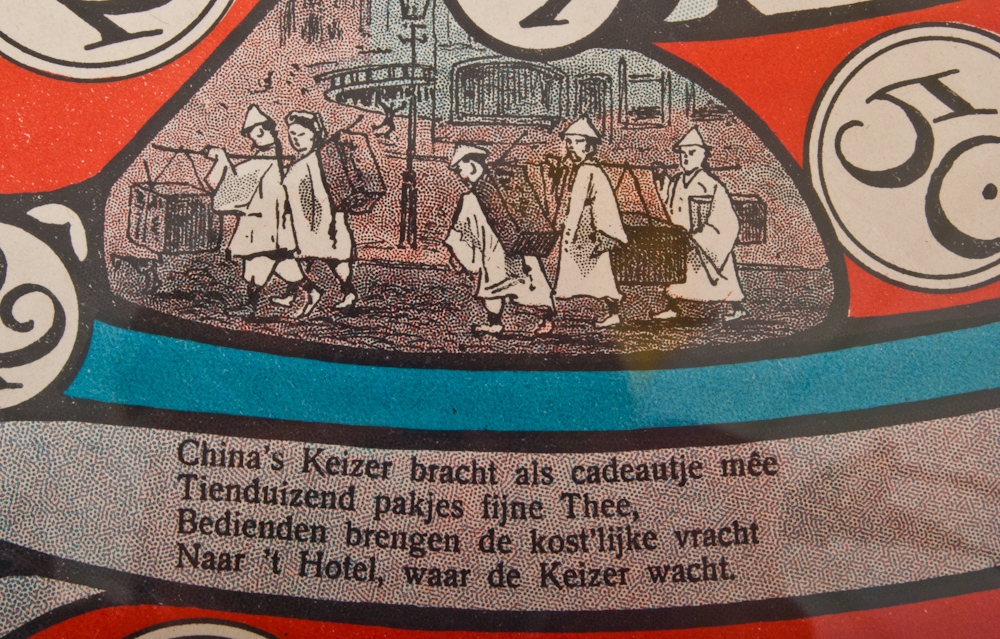 China's Keizer bracht als cadeautje mêe
Tienduizend pakjes fijne Thee,
Bedienden brengen de kost'lijke vracht
Naar 't Hotel, waar de Keizer wacht.
50